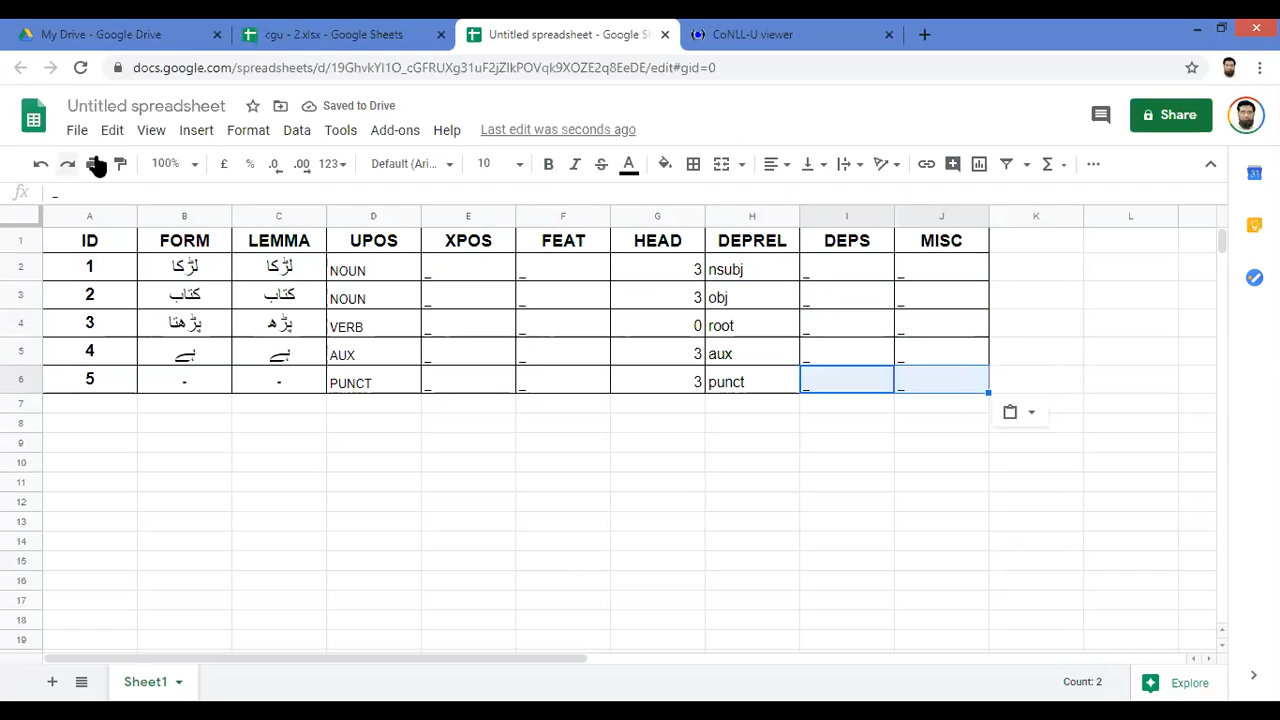 My Drive - Google Drive
cgu - 2.xlsx - Google Sheets
Untitled spreadsheet - Google S
CoNLL-U viewer
docs.google.com/spreadsheets/d/19GhvkYI1O_cGFRUXg31uF2jZlkPOVqk9XOZE2q8EeDE/edit#gid=0
Untitled spreadsheet Saved to Drive
File Edit View Insert Format Data Tools Add-ons Help Last edit was seconds ago
Share
100% £ % .0 .00 123 Default (Ari... 10 B I S A
fx _
A B C D E F G H I J K L
1 ID FORM LEMMA UPOS XPOS FEAT HEAD DEPREL DEPS MISC
2 1 لڑکا لڑکا NOUN _ _ 3 nsubj _ _
3 2 کتاب کتاب NOUN _ _ 3 obj _ _
4 3 پڑھتا پڑھ VERB _ _ 0 root _ _
5 4 ہے ہے AUX _ _ 3 aux _ _
6 5 - - PUNCT _ _ 3 punct _ _
7
8
9
10
11
12
13
14
15
16
17
18
19
Sheet1
Count: 2
Explore
31